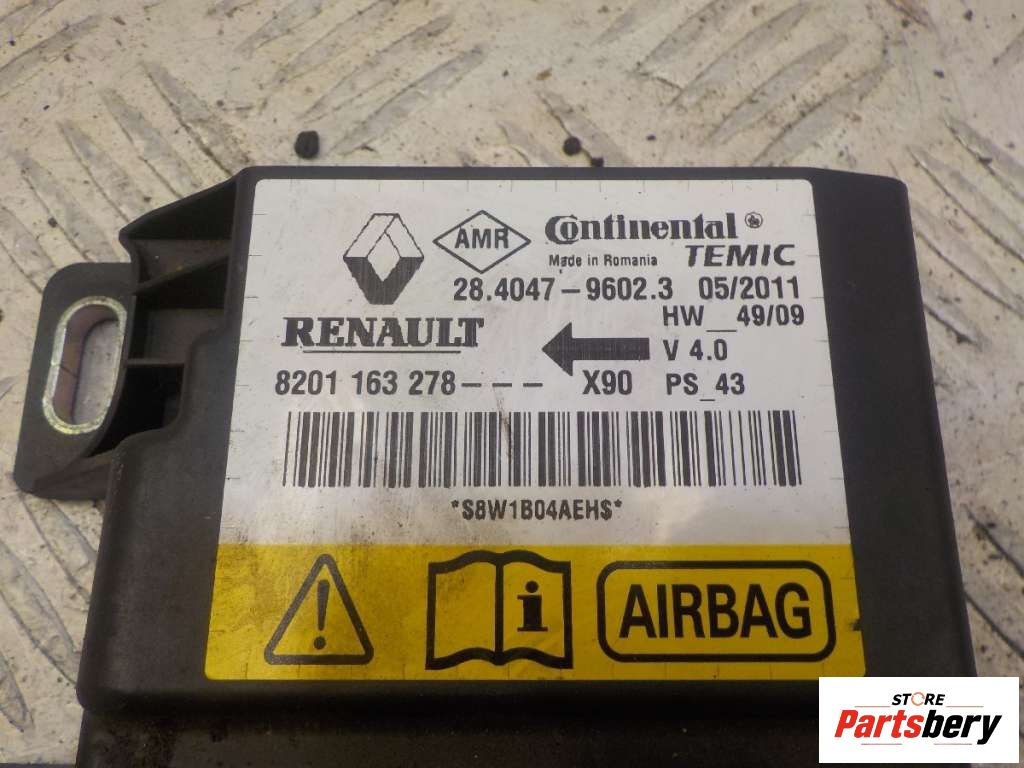 AMR Continental
Made in Romania TEMIC
28.4047-9602.3 05/2011
HW__49/09
RENAULT V 4.0
8201 163 278--- X90 PS_43
*S8W1B04AEHS*
i AIRBAG
STORE
Partsbery